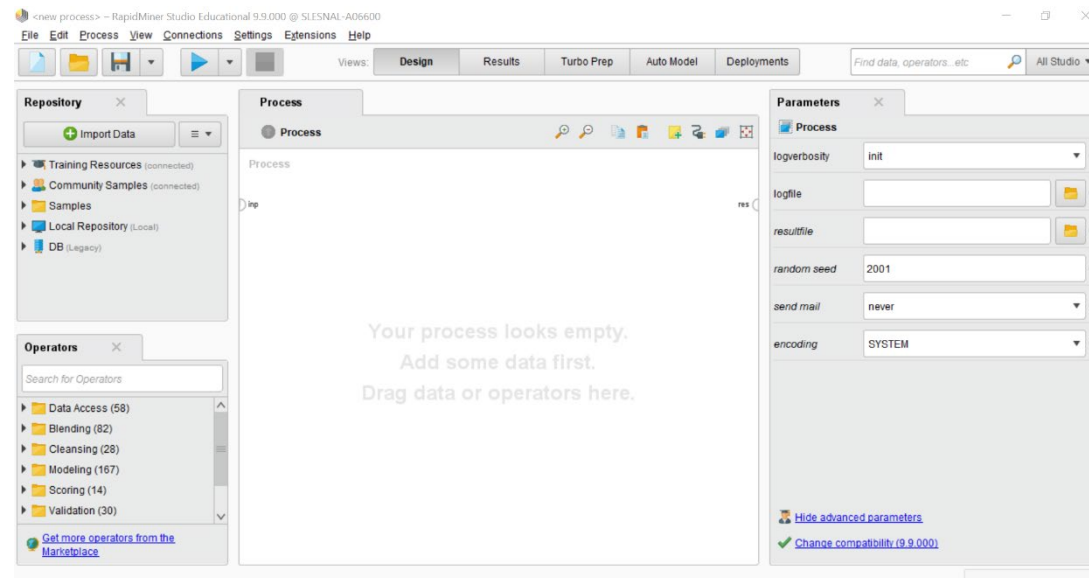 <new process> – RapidMiner Studio Educational 9.9.000 @ SLESNAL-A06600
File Edit Process View Connections Settings Extensions Help
Views: Design Results Turbo Prep Auto Model Deployments Find data, operators...etc All Studio
Repository
Import Data
Training Resources (connected)
Community Samples (connected)
Samples
Local Repository (Local)
DB (Legacy)
Operators
Search for Operators
Data Access (58)
Blending (82)
Cleansing (28)
Modeling (167)
Scoring (14)
Validation (30)
Get more operators from the
Marketplace
Process
Process
Process
inp res
Your process looks empty.
Add some data first.
Drag data or operators here.
Parameters
Process
logverbosity init
logfile
resultfile
random seed 2001
send mail never
encoding SYSTEM
Hide advanced parameters
Change compatibility (9.9.000)